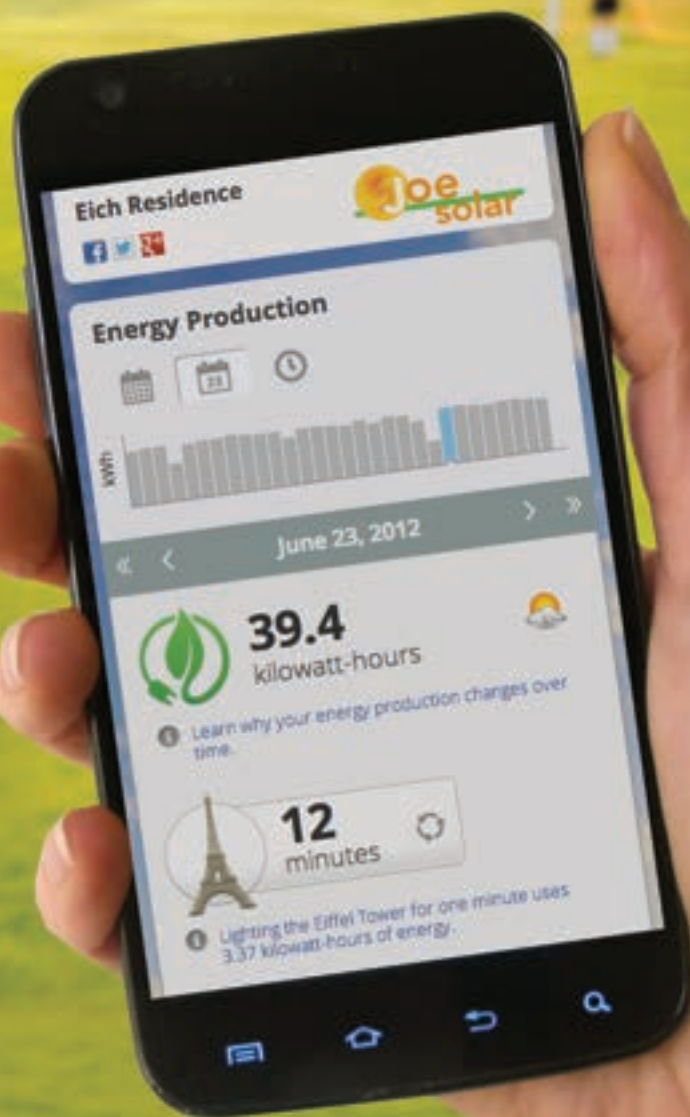 Eich Residence
Joe
solar
Energy Production
23
kWh
June 23, 2012
39.4
kilowatt-hours
Learn why your energy production changes over
time.
12
minutes
Lighting the Eiffel Tower for one minute uses
3.37 kilowatt-hours of energy.